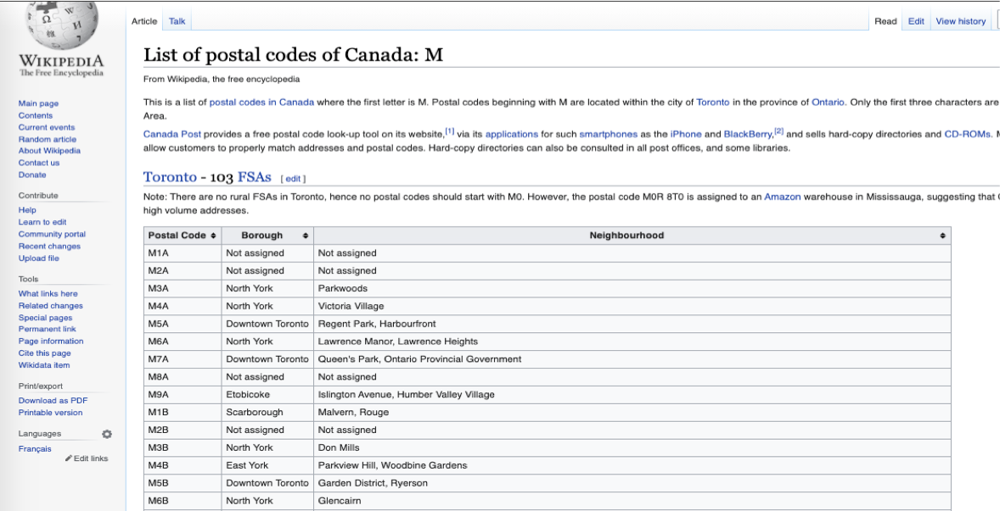 Ω W И 7
WIKIPEDIA
The Free Encyclopedia
Main page
Contents
Current events
Random article
About Wikipedia
Contact us
Donate
Contribute
Help
Learn to edit
Community portal
Recent changes
Upload file
Tools
What links here
Related changes
Special pages
Permanent link
Page information
Cite this page
Wikidata item
Print/export
Download as PDF
Printable version
Languages
Français
Edit links
Article Talk Read Edit View history
List of postal codes of Canada: M
From Wikipedia, the free encyclopedia
This is a list of postal codes in Canada where the first letter is M. Postal codes beginning with M are located within the city of Toronto in the province of Ontario. Only the first three characters are
Area.
Canada Post provides a free postal code look-up tool on its website,[1] via its applications for such smartphones as the iPhone and BlackBerry,[2] and sells hard-copy directories and CD-ROMs.
allow customers to properly match addresses and postal codes. Hard-copy directories can also be consulted in all post offices, and some libraries.
Toronto - 103 FSAs [ edit ]
Note: There are no rural FSAs in Toronto, hence no postal codes should start with M0. However, the postal code M0R 8T0 is assigned to an Amazon warehouse in Mississauga, suggesting that
high volume addresses.
Postal Code Borough Neighbourhood
M1A Not assigned Not assigned
M2A Not assigned Not assigned
M3A North York Parkwoods
M4A North York Victoria Village
M5A Downtown Toronto Regent Park, Harbourfront
M6A North York Lawrence Manor, Lawrence Heights
M7A Downtown Toronto Queen's Park, Ontario Provincial Government
M8A Not assigned Not assigned
M9A Etobicoke Islington Avenue, Humber Valley Village
M1B Scarborough Malvern, Rouge
M2B Not assigned Not assigned
M3B North York Don Mills
M4B East York Parkview Hill, Woodbine Gardens
M5B Downtown Toronto Garden District, Ryerson
M6B North York Glencairn